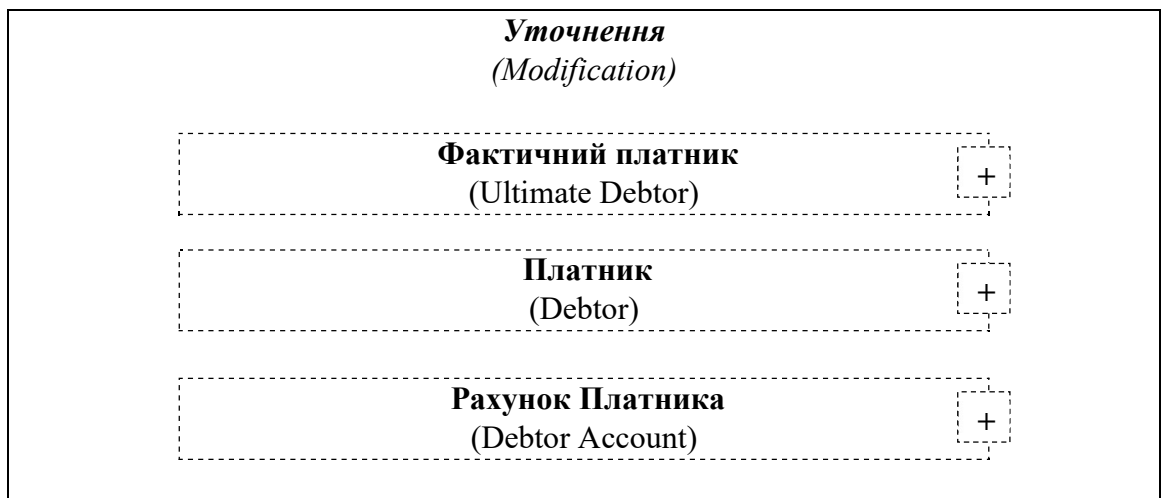 Уточнення
(Modification)
Фактичний платник
(Ultimate Debtor)
+
Платник
(Debtor)
+
Рахунок Платника
(Debtor Account)
+